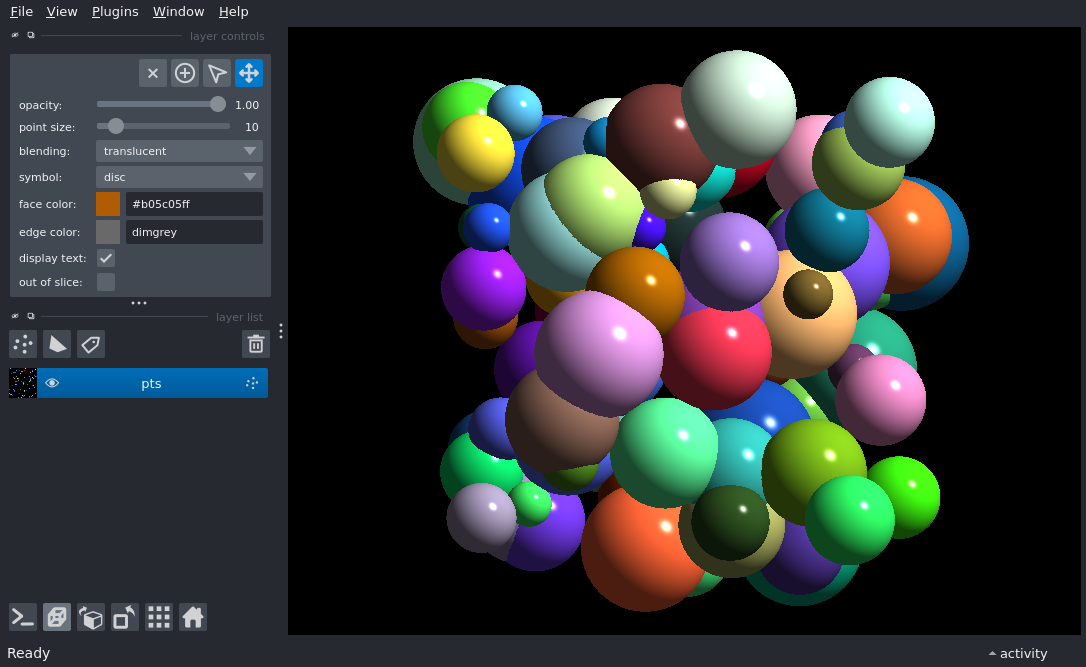 File View Plugins Window Help
layer controls
opacity: 1.00
point size: 10
blending: translucent
symbol: disc
face color: #b05c05ff
edge color: dimgrey
display text:
out of slice:
layer list
pts
Ready
activity